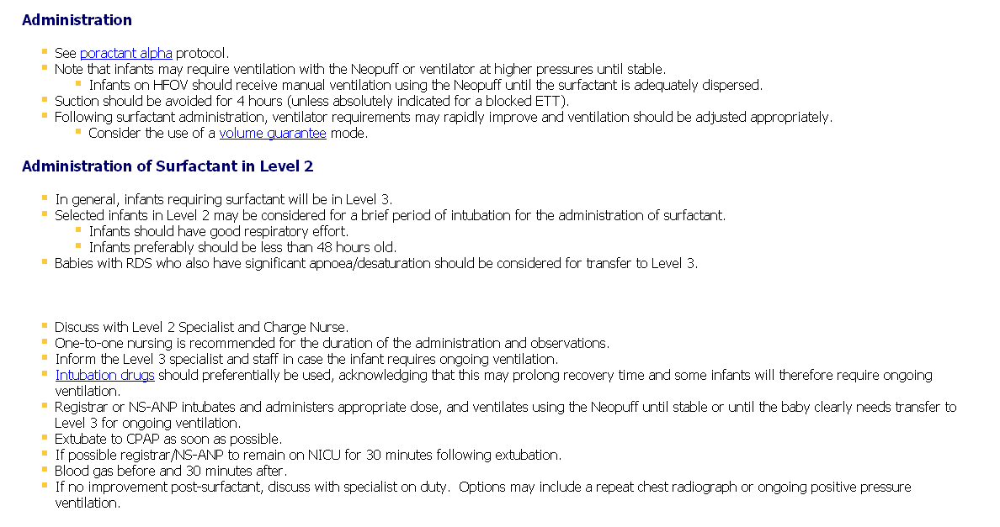 Administration
See poractant alpha protocol.
Note that infants may require ventilation with the Neopuff or ventilator at higher pressures until stable.
Infants on HFOV should receive manual ventilation using the Neopuff until the surfactant is adequately dispersed.
Suction should be avoided for 4 hours (unless absolutely indicated for a blocked ETT).
Following surfactant administration, ventilator requirements may rapidly improve and ventilation should be adjusted appropriately.
Consider the use of a volume guarantee mode.
Administration of Surfactant in Level 2
In general, infants requiring surfactant will be in Level 3.
Selected infants in Level 2 may be considered for a brief period of intubation for the administration of surfactant.
Infants should have good respiratory effort.
Infants preferably should be less than 48 hours old.
Babies with RDS who also have significant apnoea/desaturation should be considered for transfer to Level 3.
Discuss with Level 2 Specialist and Charge Nurse.
One-to-one nursing is recommended for the duration of the administration and observations.
Inform the Level 3 specialist and staff in case the infant requires ongoing ventilation.
Intubation drugs should preferentially be used, acknowledging that this may prolong recovery time and some infants will therefore require ongoing
ventilation.
Registrar or NS-ANP intubates and administers appropriate dose, and ventilates using the Neopuff until stable or until the baby clearly needs transfer to
Level 3 for ongoing ventilation.
Extubate to CPAP as soon as possible.
If possible registrar/NS-ANP to remain on NICU for 30 minutes following extubation.
Blood gas before and 30 minutes after.
If no improvement post-surfactant, discuss with specialist on duty.  Options may include a repeat chest radiograph or ongoing positive pressure
ventilation.